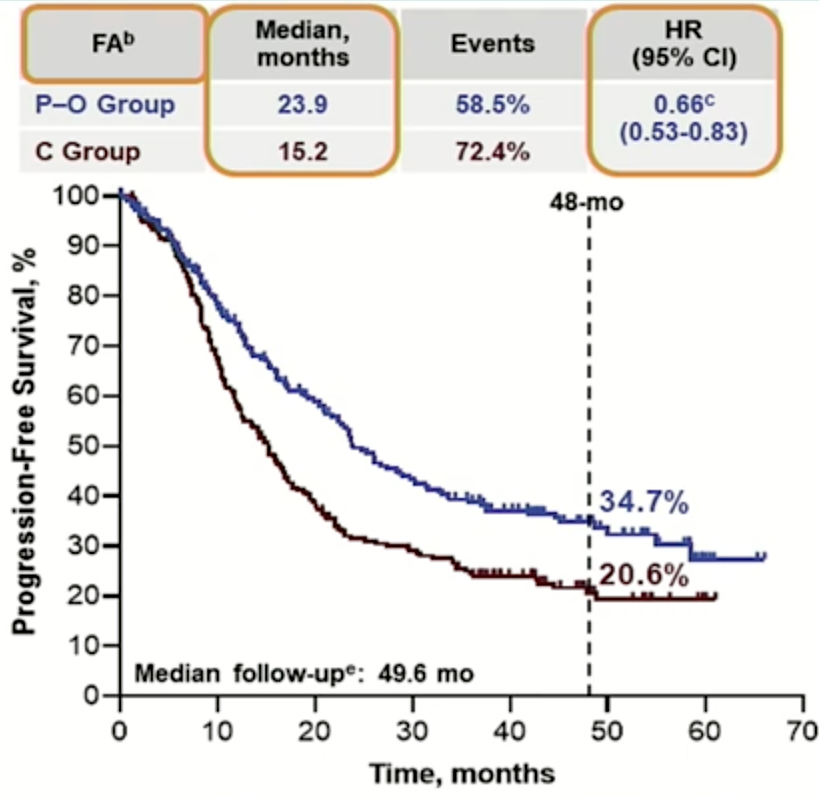 FAᵇ Median, months Events HR (95% CI)
P–O Group 23.9 58.5% 0.66ᶜ (0.53-0.83)
C Group 15.2 72.4%
Progression-Free Survival, %
100
90
80
70
60
50
40
30
20
10
0
48-mo
34.7%
20.6%
Median follow-upᵉ: 49.6 mo
0 10 20 30 40 50 60 70
Time, months